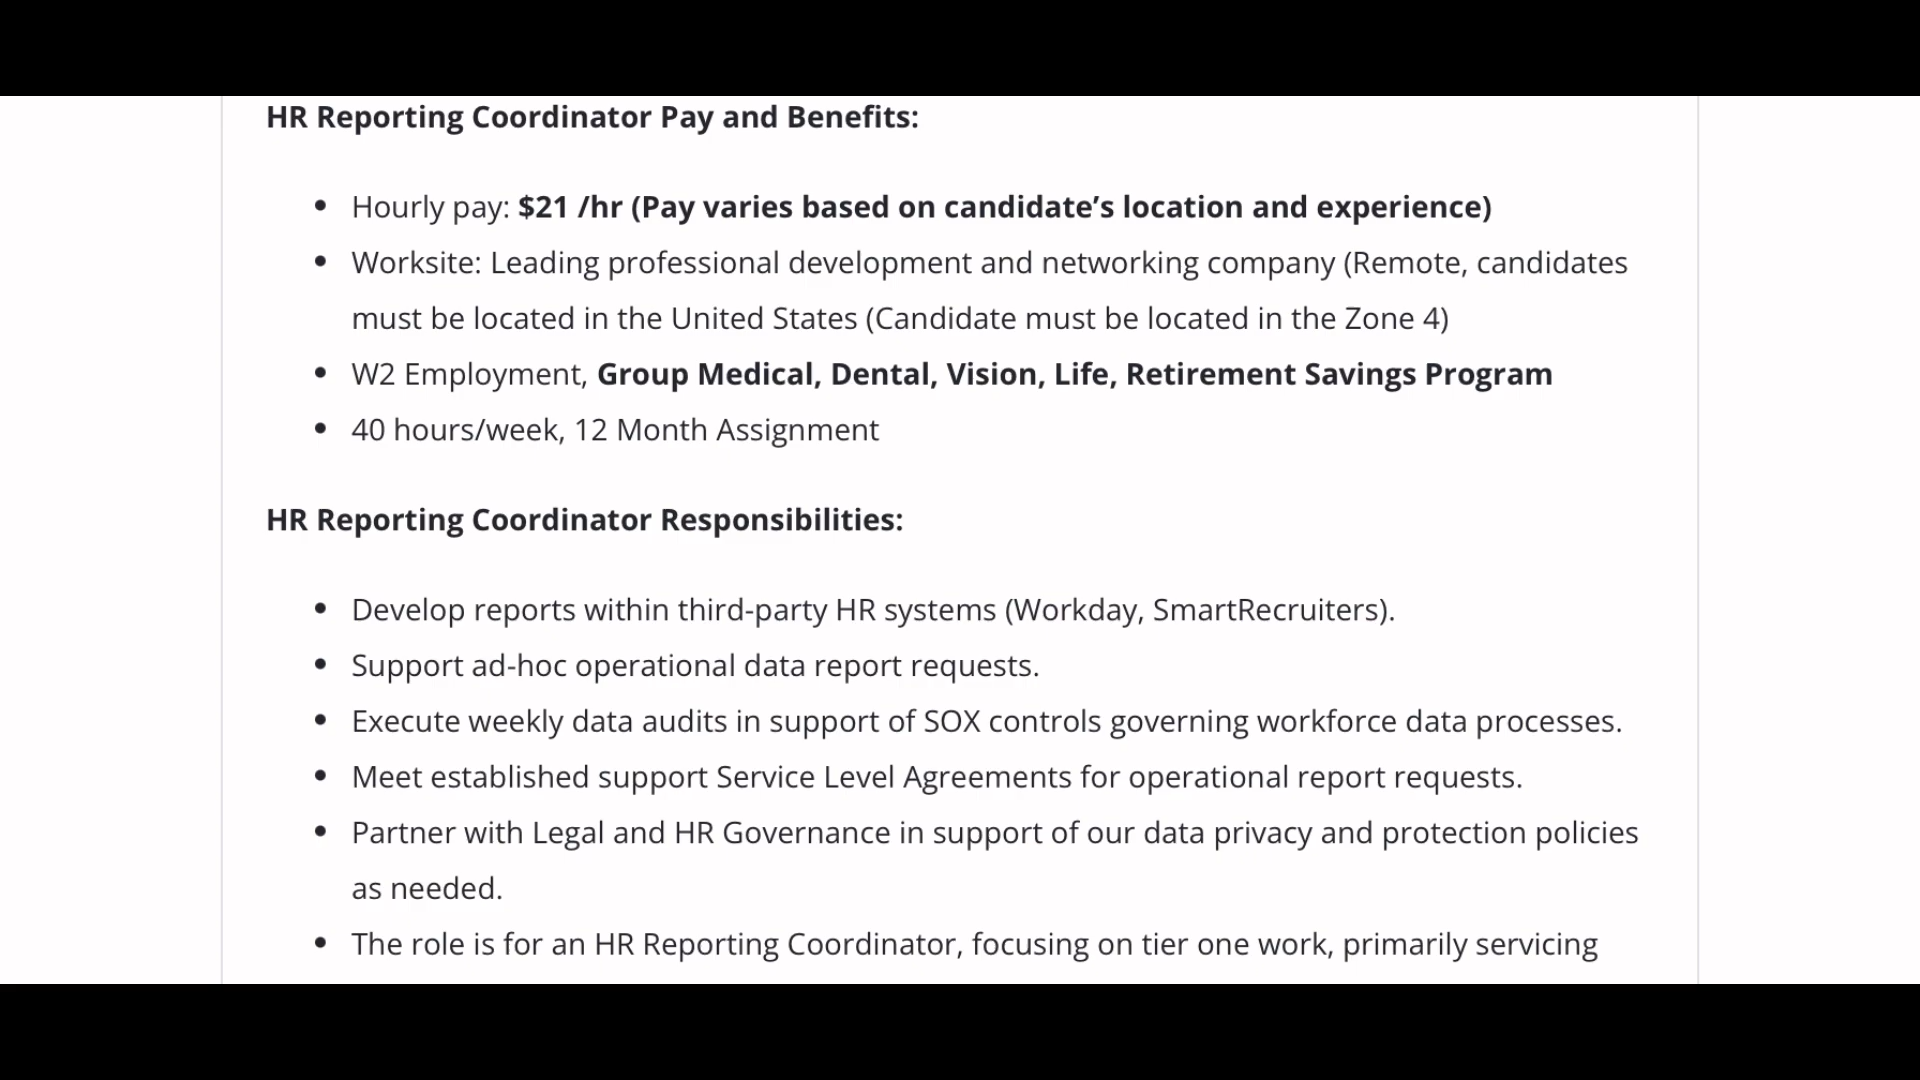 HR Reporting Coordinator Pay and Benefits:
• Hourly pay: $21 /hr (Pay varies based on candidate’s location and experience)
• Worksite: Leading professional development and networking company (Remote, candidates
must be located in the United States (Candidate must be located in the Zone 4)
• W2 Employment, Group Medical, Dental, Vision, Life, Retirement Savings Program
• 40 hours/week, 12 Month Assignment
HR Reporting Coordinator Responsibilities:
• Develop reports within third-party HR systems (Workday, SmartRecruiters).
• Support ad-hoc operational data report requests.
• Execute weekly data audits in support of SOX controls governing workforce data processes.
• Meet established support Service Level Agreements for operational report requests.
• Partner with Legal and HR Governance in support of our data privacy and protection policies
as needed.
• The role is for an HR Reporting Coordinator, focusing on tier one work, primarily servicing